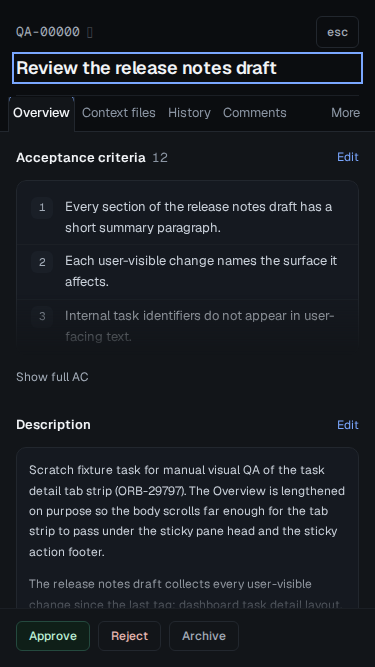 QA-00000
esc
Review the release notes draft
Overview
Context files
History
Comments
More
Acceptance criteria 12
Edit
1
Every section of the release notes draft has a
short summary paragraph.
2
Each user-visible change names the surface it
affects.
3
Internal task identifiers do not appear in user-
facing text.
Show full AC
Description
Edit
Scratch fixture task for manual visual QA of the task
detail tab strip (ORB-29797). The Overview is lengthened
on purpose so the body scrolls far enough for the tab
strip to pass under the sticky pane head and the sticky
action footer.
The release notes draft collects every user-visible
change since the last tag: dashboard task detail layout,
Approve
Reject
Archive